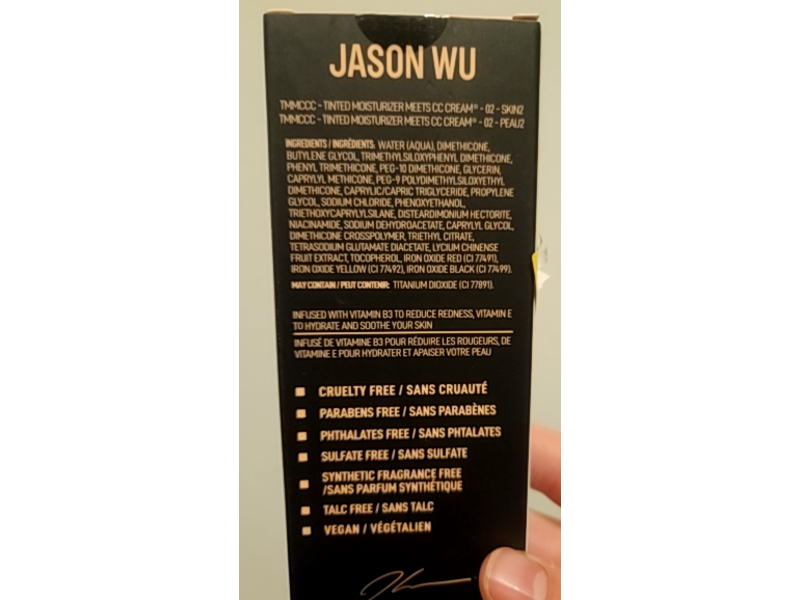 JASON WU
TMMCCC - TINTED MOISTURIZER MEETS CC CREAM® - 02 - SKIN2
TMMCCC - TINTED MOISTURIZER MEETS CC CREAM® - 02 - PEAU2
INGREDIENTS / INGRÉDIENTS: WATER (AQUA), DIMETHICONE,
BUTYLENE GLYCOL, TRIMETHYLSILOXYPHENYL DIMETHICONE,
PHENYL TRIMETHICONE, PEG-10 DIMETHICONE, GLYCERIN,
CAPRYLYL METHICONE, PEG-9 POLYDIMETHYLSILOXYETHYL
DIMETHICONE, CAPRYLIC/CAPRIC TRIGLYCERIDE, PROPYLENE
GLYCOL, SODIUM CHLORIDE, PHENOXYETHANOL,
TRIETHOXYCAPRYLYLSILANE, DISTEARDIMONIUM HECTORITE,
NIACINAMIDE, SODIUM DEHYDROACETATE, CAPRYLYL GLYCOL,
DIMETHICONE CROSSPOLYMER, TRIETHYL CITRATE,
TETRASODIUM GLUTAMATE DIACETATE, LYCIUM CHINENSE
FRUIT EXTRACT, TOCOPHEROL, IRON OXIDE RED (CI 77491),
IRON OXIDE YELLOW (CI 77492), IRON OXIDE BLACK (CI 77499).
MAY CONTAIN / PEUT CONTENIR: TITANIUM DIOXIDE (CI 77891).
INFUSED WITH VITAMIN B3 TO REDUCE REDNESS, VITAMIN E
TO HYDRATE AND SOOTHE YOUR SKIN
INFUSÉ DE VITAMINE B3 POUR RÉDUIRE LES ROUGEURS, DE
VITAMINE E POUR HYDRATER ET APAISER VOTRE PEAU
CRUELTY FREE / SANS CRUAUTÉ
PARABENS FREE / SANS PARABÈNES
PHTHALATES FREE / SANS PHTALATES
SULFATE FREE / SANS SULFATE
SYNTHETIC FRAGRANCE FREE
/SANS PARFUM SYNTHÉTIQUE
TALC FREE / SANS TALC
VEGAN / VÉGÉTALIEN